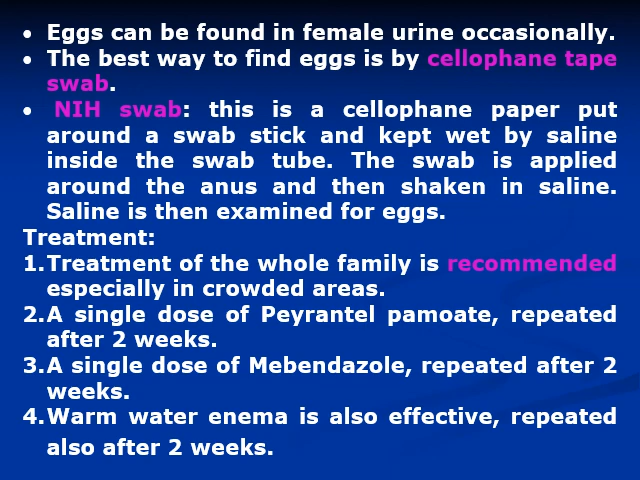 • Eggs can be found in female urine occasionally.
• The best way to find eggs is by cellophane tape
swab.
• NIH swab: this is a cellophane paper put
around a swab stick and kept wet by saline
inside the swab tube. The swab is applied
around the anus and then shaken in saline.
Saline is then examined for eggs.
Treatment:
1.Treatment of the whole family is recommended
especially in crowded areas.
2.A single dose of Peyrantel pamoate, repeated
after 2 weeks.
3.A single dose of Mebendazole, repeated after 2
weeks.
4.Warm water enema is also effective, repeated
also after 2 weeks.